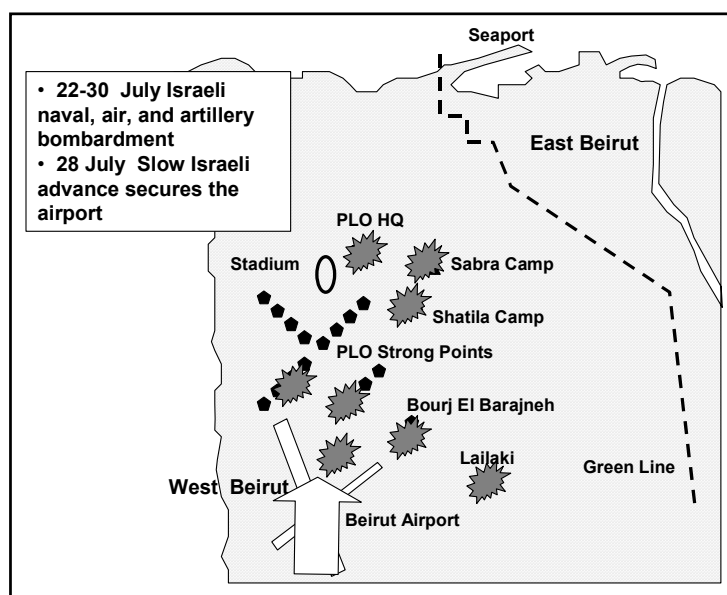 Seaport
• 22-30 July Israeli
naval, air, and artillery
bombardment
• 28 July Slow Israeli
advance secures the
airport
East Beirut
PLO HQ
Stadium
Sabra Camp
Shatila Camp
PLO Strong Points
Bourj El Barajneh
Lailaki
Green Line
West Beirut
Beirut Airport